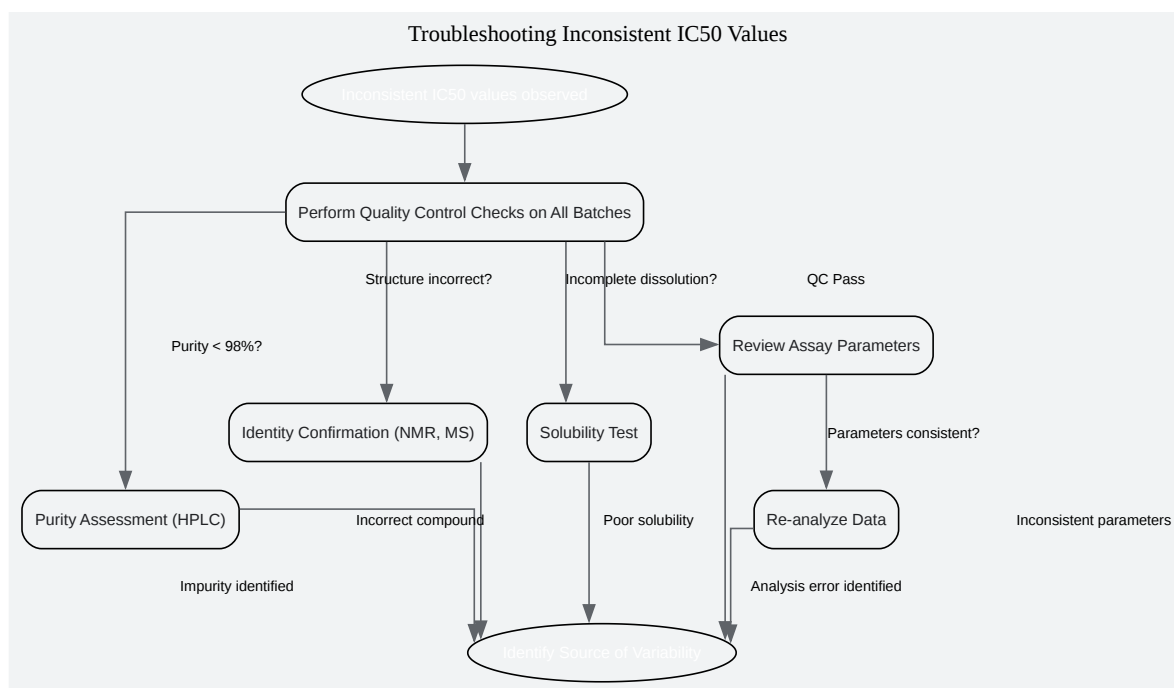 Troubleshooting Inconsistent IC50 Values
Inconsistent IC50 values observed
Perform Quality Control Checks on All Batches
Structure incorrect?
Incomplete dissolution?
QC Pass
Purity < 98%?
Review Assay Parameters
Identity Confirmation (NMR, MS)
Solubility Test
Parameters consistent?
Purity Assessment (HPLC)
Incorrect compound
Poor solubility
Re-analyze Data
Inconsistent parameters
Impurity identified
Analysis error identified
Identify Source of Variability